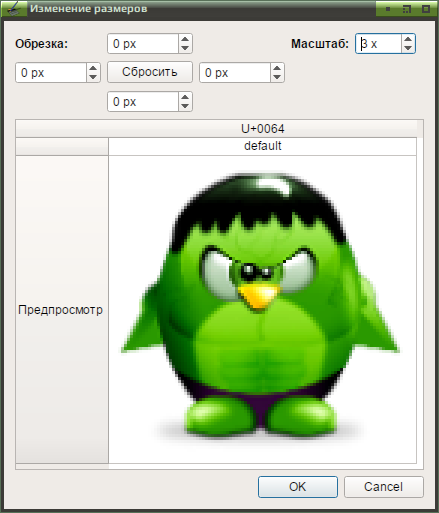 Изменение размеров
Обрезка:
0 px
Масштаб:
3 x
0 px
Сбросить
0 px
0 px
U+0064
default
Предпросмотр
OK
Cancel